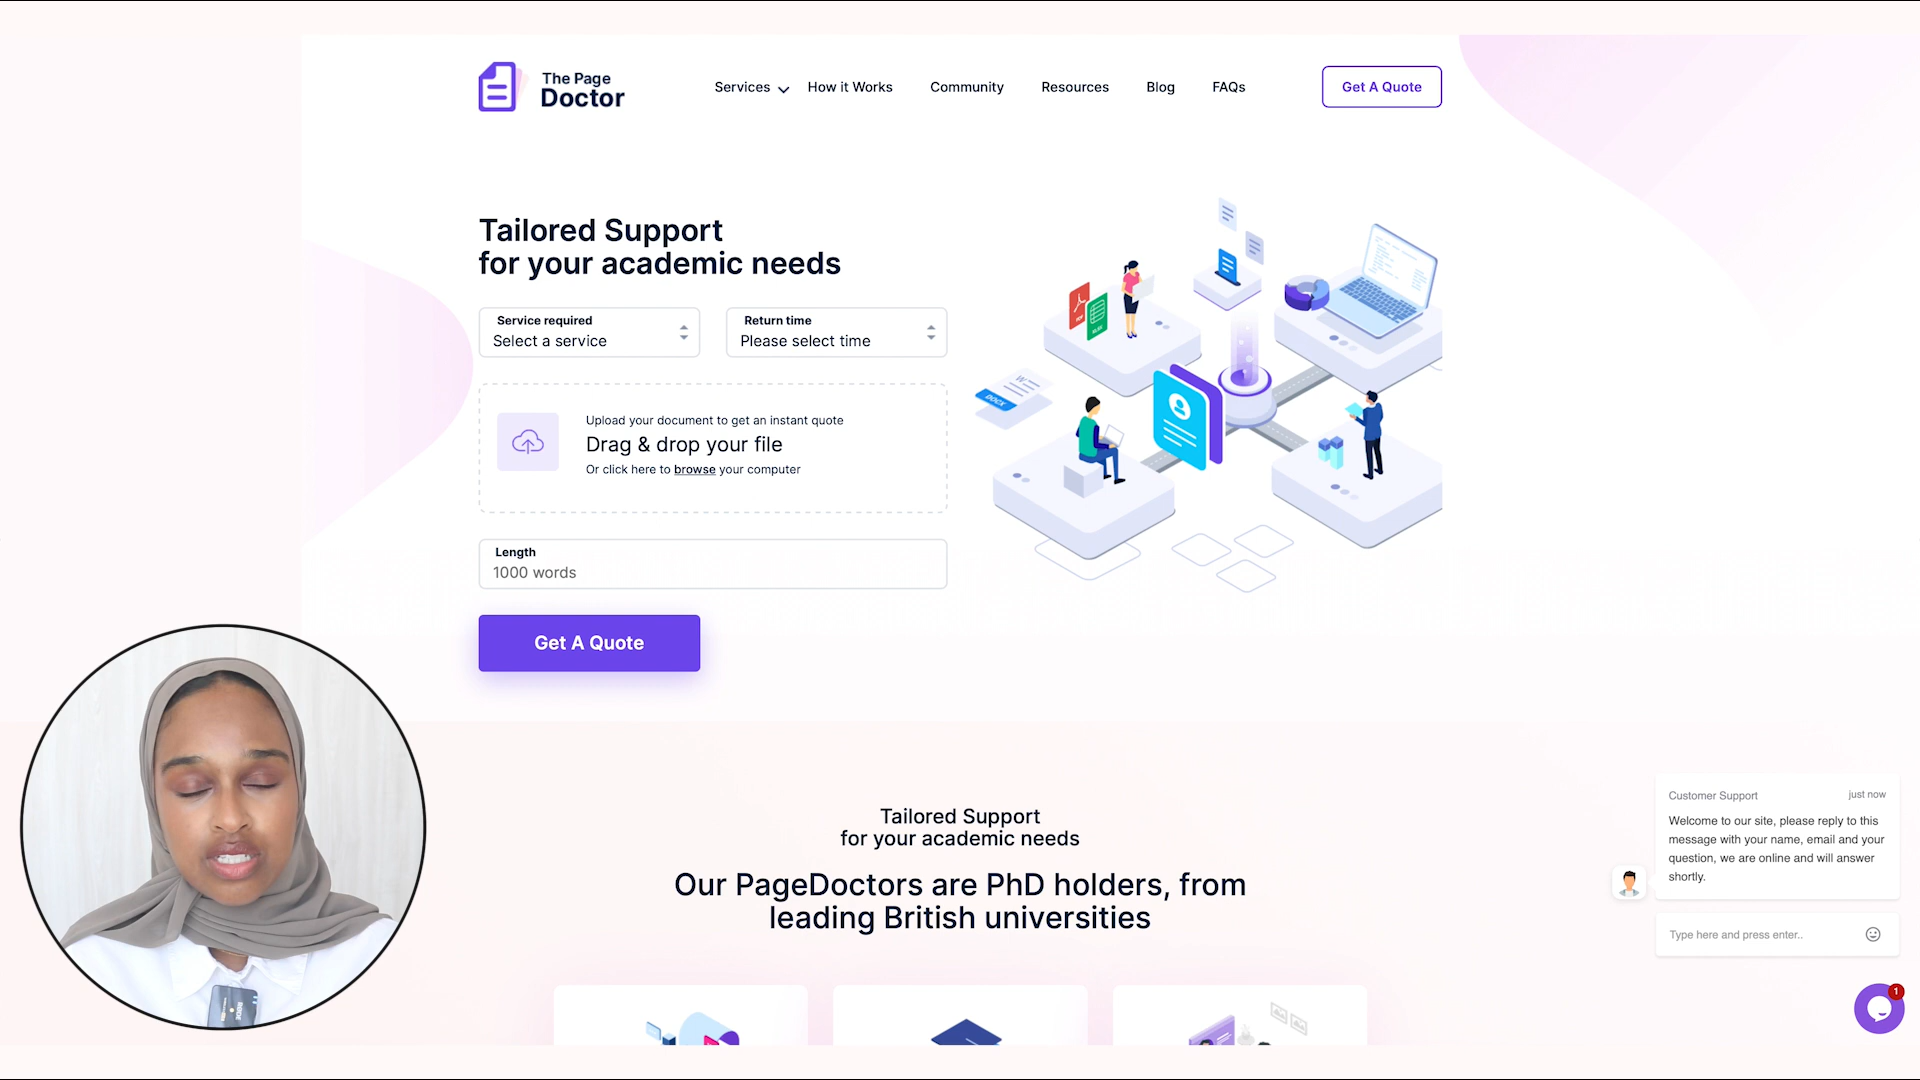 The Page
Doctor
Services
How it Works
Community
Resources
Blog
FAQs
Get A Quote
Tailored Support
for your academic needs
Service required
Select a service
Return time
Please select time
Upload your document to get an instant quote
Drag & drop your file
Or click here to browse your computer
Length
1000 words
Get A Quote
PDF
XLSX
W
DOCX
Tailored Support
for your academic needs
Our PageDoctors are PhD holders, from
leading British universities
Customer Support
just now
Welcome to our site, please reply to this
message with your name, email and your
question, we are online and will answer
shortly.
Type here and press enter..
1
RØDE